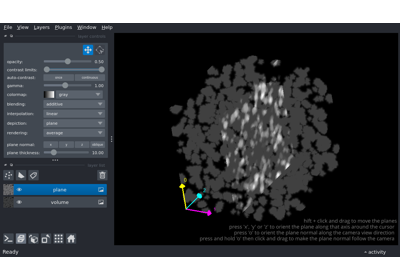 File View Layers Plugins Window Help
layer controls
opacity: 0.50
contrast limits:
auto-contrast: once continuous
gamma: 1.00
colormap: gray
blending: additive
interpolation: linear
depiction: plane
rendering: average
plane normal: x y z oblique
plane thickness: 10.00
layer list
plane
volume
shift + click and drag to move the planes
press 'x', 'y' or 'z' to orient the plane along that axis around the cursor
press 'o' to orient the plane normal along the camera view direction
press and hold 'o' then click and drag to make the plane normal follow the camera
Ready
activity